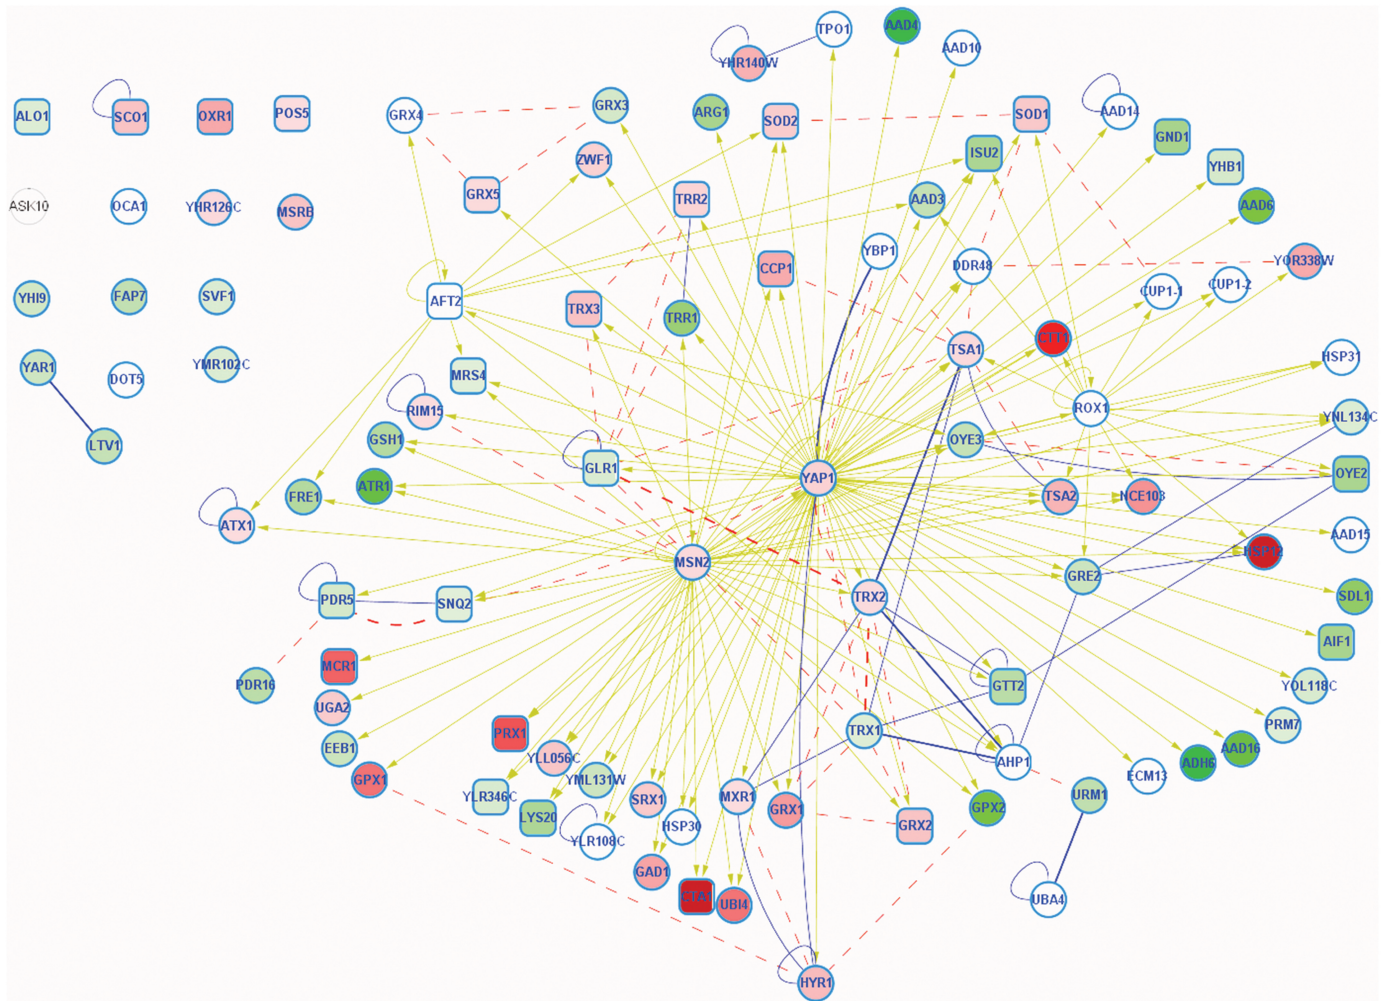 TPO1
AAD4
AAD10
YHR140W
ALO1
SCO1
OXR1
POS5
GRX4
GRX3
ARG1
SOD2
SOD1
AAD14
GND1
ISU2
ZWF1
YHB1
GRX5
TRR2
AAD3
AAD6
ASK10
OCA1
YHR126C
MSRB
YBP1
CCP1
DDR48
YOR338W
CUP1-1
CUP1-2
YHI9
FAP7
SVF1
AFT2
TRX3
TRR1
CTT1
TSA1
HSP31
YAR1
DOT5
YMR102C
MRS4
RIM15
ROX1
YNL134C
LTV1
GSH1
OYE3
GLR1
YAP1
OYE2
FRE1
ATR1
TSA2
NCE103
ATX1
AAD15
HSP12
MSN2
GRE2
PDR5
SNQ2
TRX2
SDL1
AIF1
MCR1
PDR16
GTT2
YOL118C
UGA2
PRM7
EEB1
PRX1
TRX1
AAD16
YLL056C
AHP1
ADH6
GPX1
YML131W
ECM13
YLR346C
SRX1
MXR1
URM1
LYS20
GRX1
GPX2
HSP30
GRX2
YLR108C
GAD1
CTA1
UBI4
UBA4
HYR1